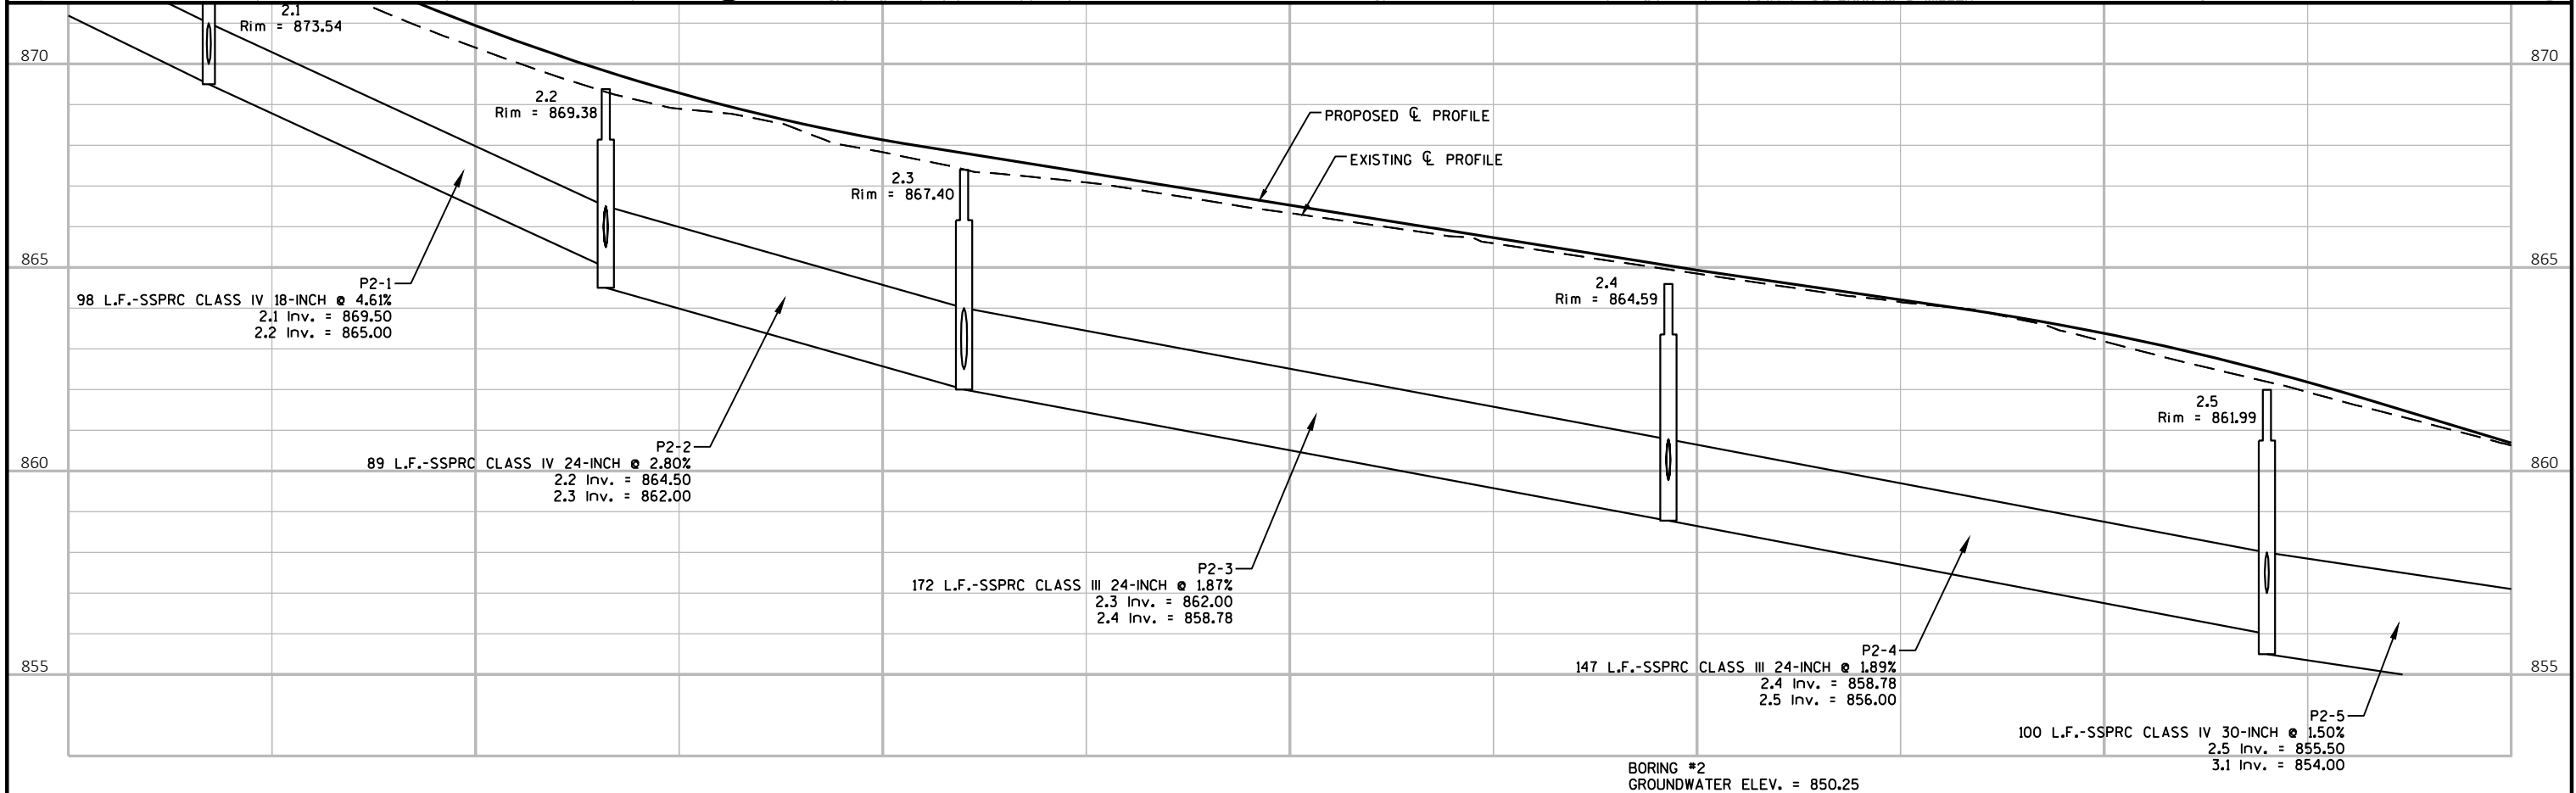 2.1
Rim = 873.54
870
870
2.2
Rim = 869.38
PROPOSED ℄ PROFILE
EXISTING ℄ PROFILE
2.3
Rim = 867.40
865
865
2.4
Rim = 864.59
P2-1
98 L.F.-SSPRC CLASS IV 18-INCH @ 4.61%
2.1 Inv. = 869.50
2.2 Inv. = 865.00
2.5
Rim = 861.99
P2-2
89 L.F.-SSPRC CLASS IV 24-INCH @ 2.80%
2.2 Inv. = 864.50
2.3 Inv. = 862.00
860
860
P2-3
172 L.F.-SSPRC CLASS III 24-INCH @ 1.87%
2.3 Inv. = 862.00
2.4 Inv. = 858.78
P2-4
147 L.F.-SSPRC CLASS III 24-INCH @ 1.89%
2.4 Inv. = 858.78
2.5 Inv. = 856.00
855
855
P2-5
100 L.F.-SSPRC CLASS IV 30-INCH @ 1.50%
2.5 Inv. = 855.50
3.1 Inv. = 854.00
BORING #2
GROUNDWATER ELEV. = 850.25